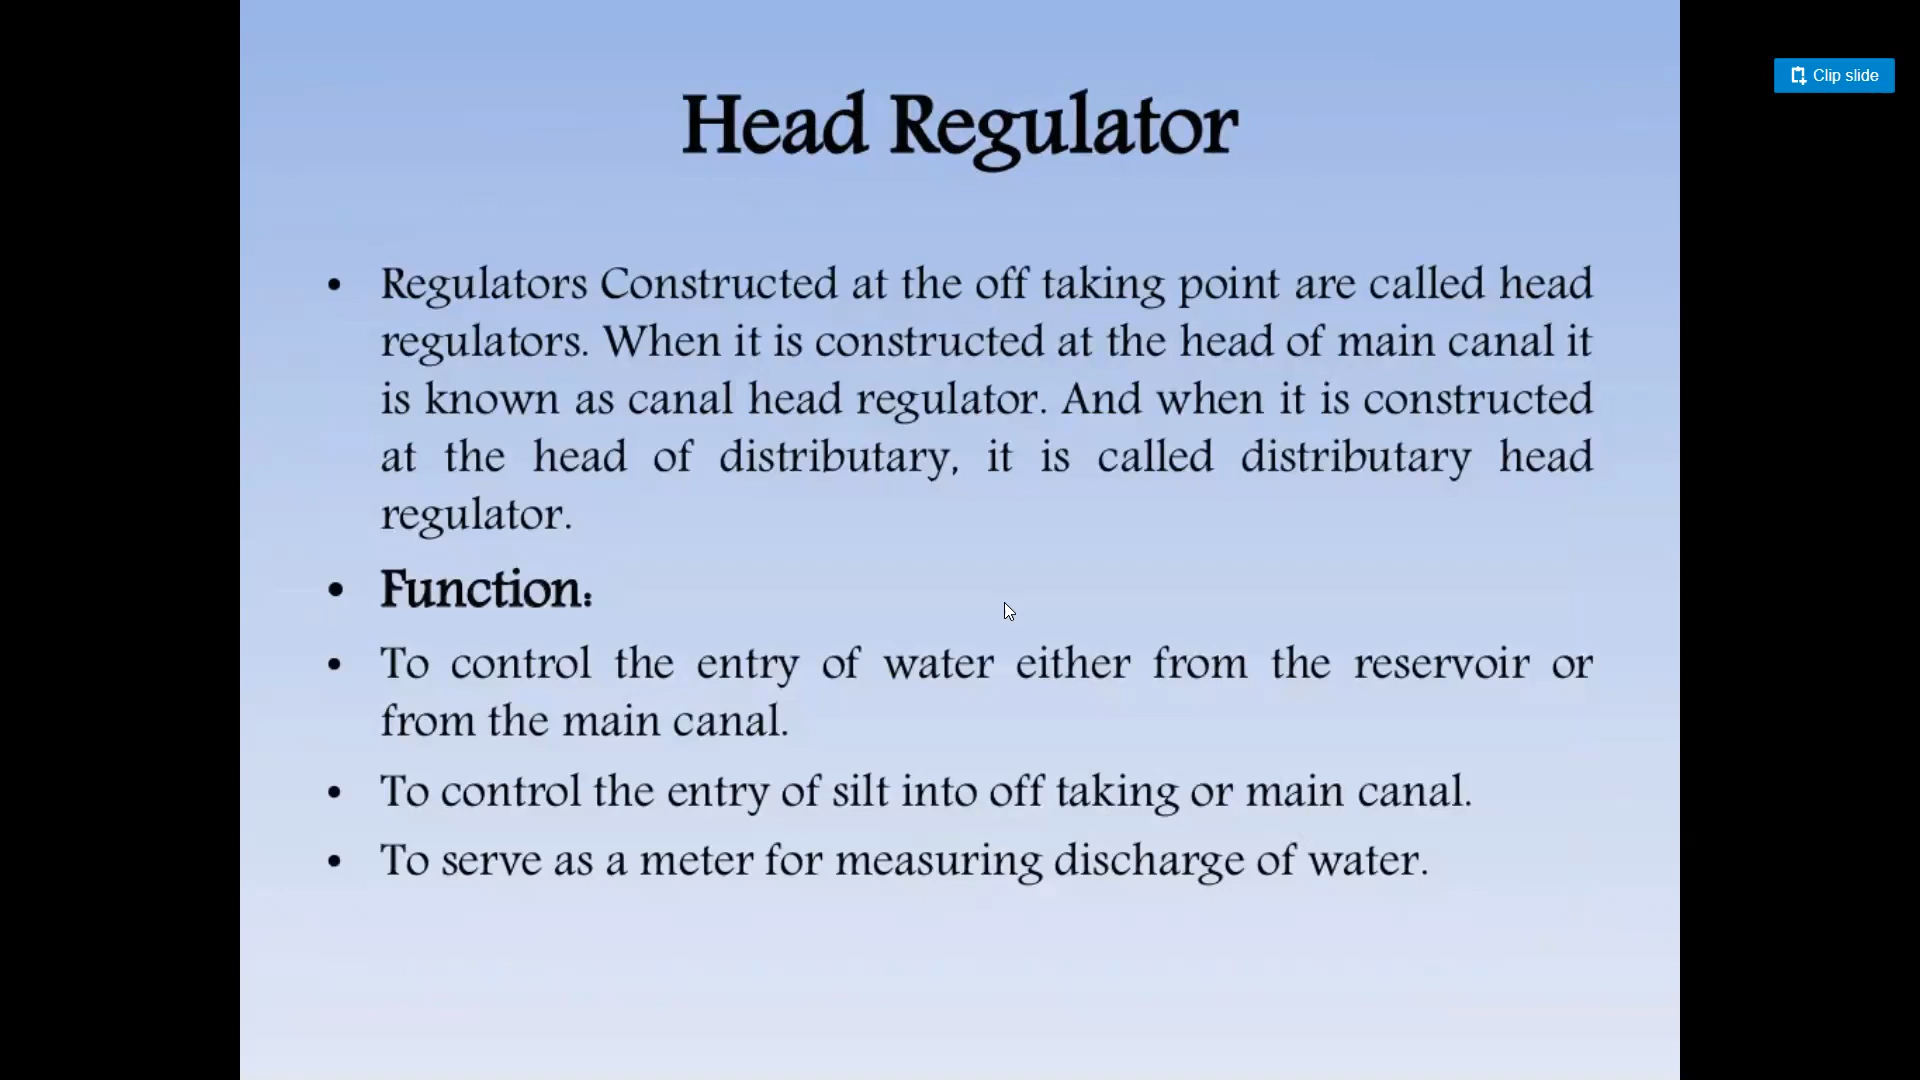 Clip slide
Head Regulator
• Regulators Constructed at the off taking point are called head
regulators. When it is constructed at the head of main canal it
is known as canal head regulator. And when it is constructed
at the head of distributary, it is called distributary head
regulator.
• Function:
• To control the entry of water either from the reservoir or
from the main canal.
• To control the entry of silt into off taking or main canal.
• To serve as a meter for measuring discharge of water.